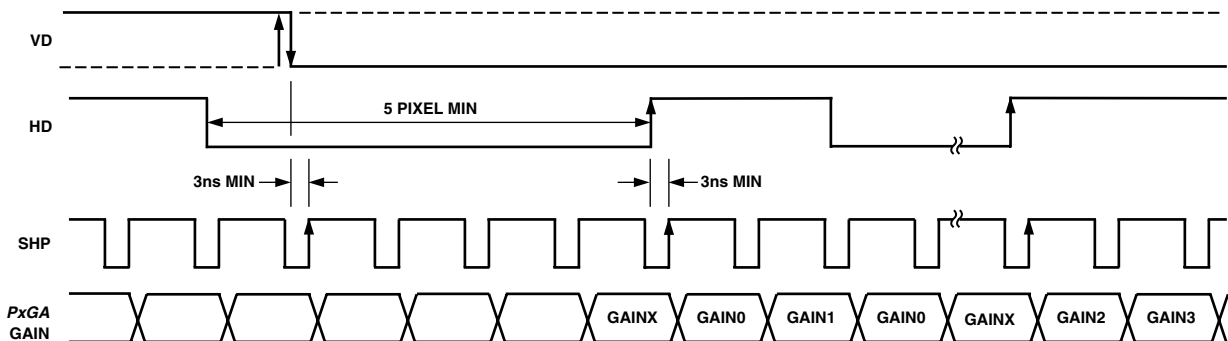 VD
HD
5 PIXEL MIN
3ns MIN
3ns MIN
SHP
PxGA
GAIN
GAINX
GAIN0
GAIN1
GAIN0
GAINX
GAIN2
GAIN3